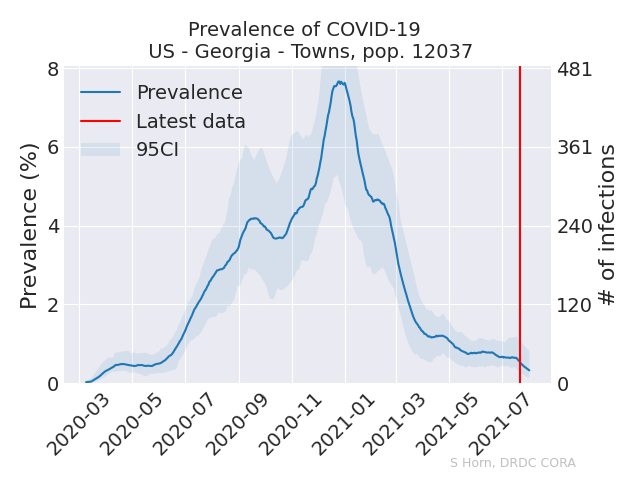 Prevalence of COVID-19
US - Georgia - Towns, pop. 12037
Prevalence
Latest data
95CI
Prevalence (%)
8
6
4
2
0
481
361
240
120
0
# of infections
2020-03
2020-05
2020-07
2020-09
2020-11
2021-01
2021-03
2021-05
2021-07
S Horn, DRDC CORA